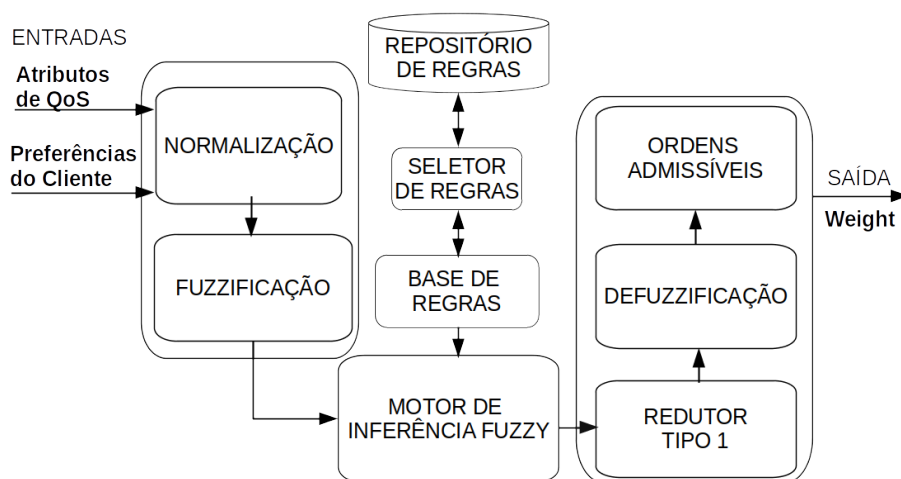 ENTRADAS
Atributos
de QoS
Preferências
do Cliente
NORMALIZAÇÃO
FUZZIFICAÇÃO
REPOSITÓRIO
DE REGRAS
SELETOR
DE REGRAS
BASE DE
REGRAS
MOTOR DE
INFERÊNCIA FUZZY
ORDENS
ADMISSÍVEIS
DEFUZZIFICAÇÃO
REDUTOR
TIPO 1
SAÍDA
Weight